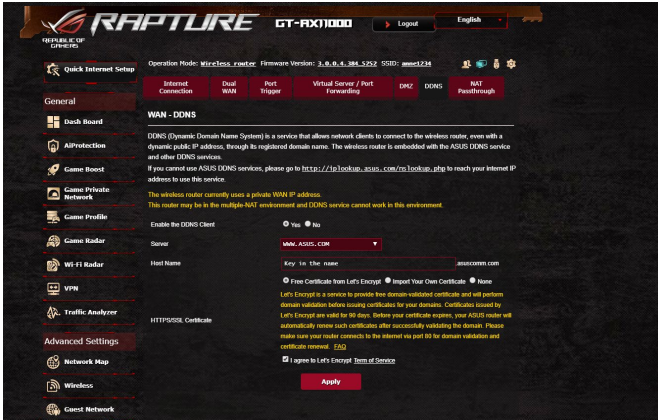 REPUBLIC OF
GAMERS
RAPTURE
GT-AX11000
Logout
English
Quick Internet Setup
Operation Mode: Wireless router Firmware Version: 3.0.0.4.384_5252 SSID: anne1234
Internet Connection
Dual WAN
Port Trigger
Virtual Server / Port Forwarding
DMZ
DDNS
NAT Passthrough
General
Dash Board
AiProtection
Game Boost
Game Private Network
Game Profile
Game Radar
Wi-Fi Radar
VPN
Traffic Analyzer
Advanced Settings
Network Map
Wireless
Guest Network
WAN - DDNS
DDNS (Dynamic Domain Name System) is a service that allows network clients to connect to the wireless router, even with a
dynamic public IP address, through its registered domain name. The wireless router is embedded with the ASUS DDNS service
and other DDNS services.
If you cannot use ASUS DDNS services, please go to http://iplookup.asus.com/nslookup.php to reach your internet IP
address to use this service.
The wireless router currently uses a private WAN IP address.
This router may be in the multiple-NAT environment and DDNS service cannot work in this environment.
Enable the DDNS Client
Yes No
Server
WWW.ASUS.COM
Host Name
Key in the name
.asuscomm.com
HTTPS/SSL Certificate
Free Certificate from Let's Encrypt Import Your Own Certificate None
Let's Encrypt is a service to provide free domain-validated certificate and will perform
domain validation before issuing certificates for your domains. Certificates issued by
Let's Encrypt are valid for 90 days. Before your certificate expires, your ASUS router will
automatically renew such certificates after successfully validating the domain. Please
make sure your router connects to the internet via port 80 for domain validation and
certificate renewal. FAQ
I agree to Let's Encrypt Term of Service
Apply